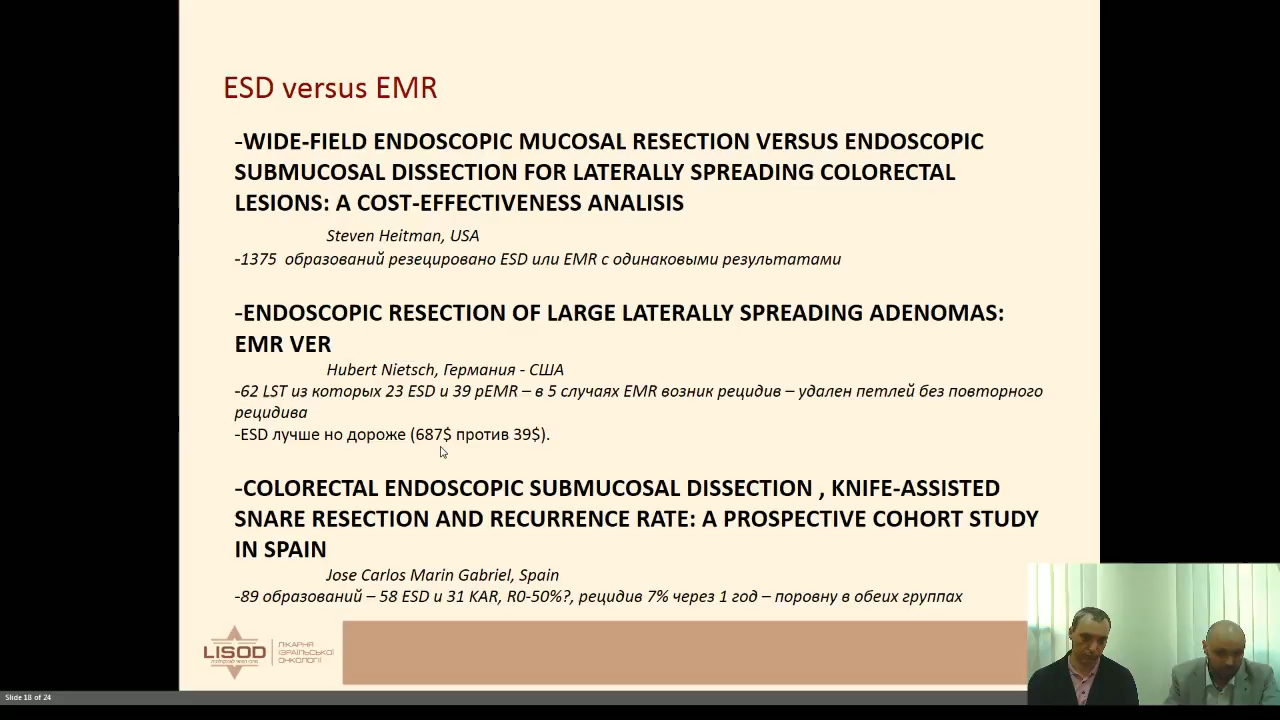 ESD versus EMR
-WIDE-FIELD ENDOSCOPIC MUCOSAL RESECTION VERSUS ENDOSCOPIC
SUBMUCOSAL DISSECTION FOR LATERALLY SPREADING COLORECTAL
LESIONS: A COST-EFFECTIVENESS ANALISIS
Steven Heitman, USA
-1375 образований резецировано ESD или EMR с одинаковыми результатами
-ENDOSCOPIC RESECTION OF LARGE LATERALLY SPREADING ADENOMAS:
EMR VER
Hubert Nietsch, Германия - США
-62 LST из которых 23 ESD и 39 pEMR – в 5 случаях EMR возник рецидив – удален петлей без повторного
рецидива
-ESD лучше но дороже (687$ против 39$).
-COLORECTAL ENDOSCOPIC SUBMUCOSAL DISSECTION , KNIFE-ASSISTED
SNARE RESECTION AND RECURRENCE RATE: A PROSPECTIVE COHORT STUDY
IN SPAIN
Jose Carlos Marin Gabriel, Spain
-89 образований – 58 ESD и 31 KAR, R0-50%?, рецидив 7% через 1 год – поровну в обеих группах
LISOD
ЛІКАРНЯ
ІЗРАЇЛЬСЬКОЇ
ОНКОЛОГІЇ
Slide 18 of 24